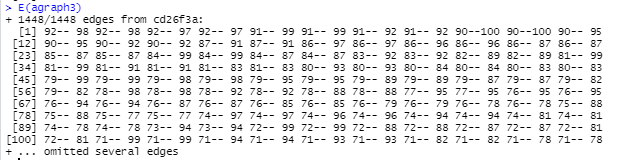 > E(agraph3)
+ 1448/1448 edges from cd26f3a:
[1] 92-- 98 92-- 98 92-- 97 92-- 97 91-- 99 91-- 99 91-- 92 91-- 92 90--100 90--100 90-- 95
[12] 90-- 95 90-- 92 90-- 92 87-- 91 87-- 91 86-- 97 86-- 97 86-- 96 86-- 96 86-- 87 86-- 87
[23] 85-- 87 85-- 87 84-- 99 84-- 99 84-- 87 84-- 87 83-- 92 83-- 92 82-- 89 82-- 89 81-- 99
[34] 81-- 99 81-- 91 81-- 91 81-- 83 81-- 83 80-- 93 80-- 93 80-- 84 80-- 84 80-- 83 80-- 83
[45] 79-- 99 79-- 99 79-- 98 79-- 98 79-- 95 79-- 95 79-- 89 79-- 89 79-- 87 79-- 87 79-- 82
[56] 79-- 82 78-- 98 78-- 98 78-- 92 78-- 92 78-- 88 78-- 88 77-- 95 77-- 95 76-- 95 76-- 95
[67] 76-- 94 76-- 94 76-- 87 76-- 87 76-- 85 76-- 85 76-- 79 76-- 79 76-- 78 76-- 78 75-- 88
[78] 75-- 88 75-- 77 75-- 77 74-- 97 74-- 97 74-- 96 74-- 96 74-- 94 74-- 94 74-- 81 74-- 81
[89] 74-- 78 74-- 78 73-- 94 73-- 94 72-- 99 72-- 99 72-- 88 72-- 88 72-- 87 72-- 87 72-- 81
[100] 72-- 81 71-- 99 71-- 99 71-- 94 71-- 94 71-- 93 71-- 93 71-- 82 71-- 82 71-- 78 71-- 78
+ ... omitted several edges